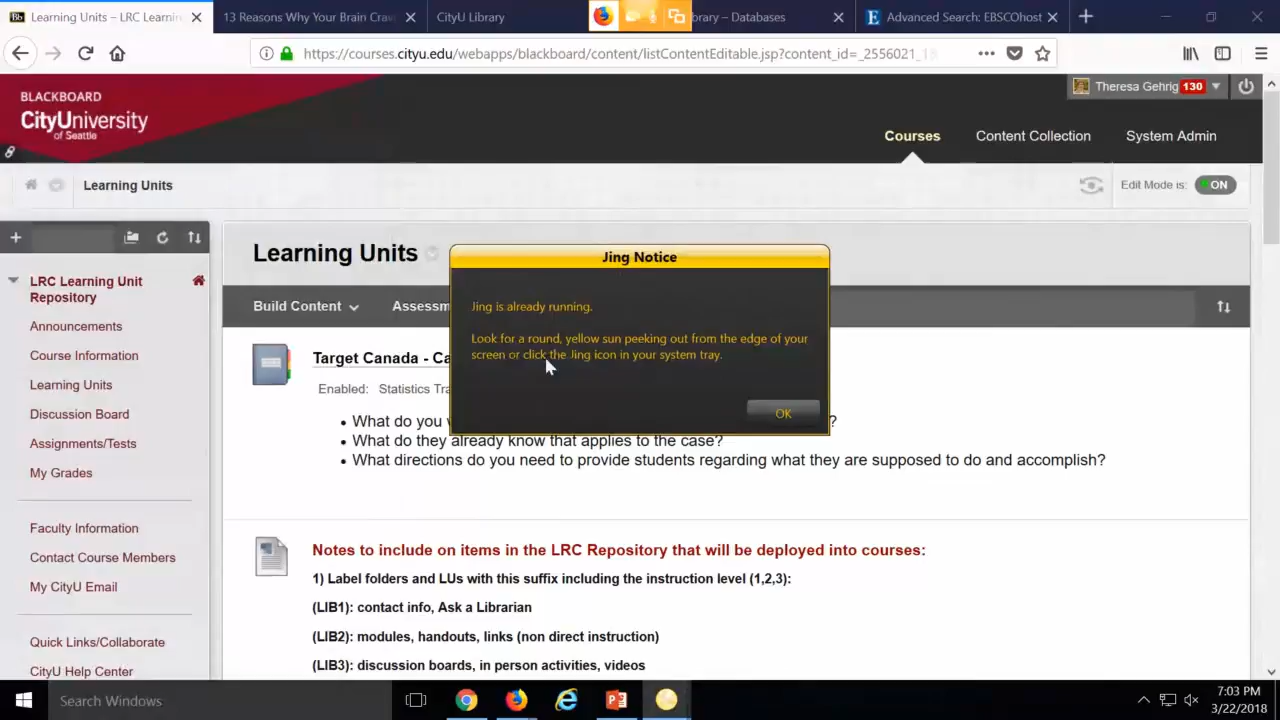 Learning Units – LRC Learnin
13 Reasons Why Your Brain Crav
CityU Library
brary – Databases
Advanced Search: EBSCOhost
https://courses.cityu.edu/webapps/blackboard/content/listContentEditable.jsp?content_id=_2556021_1&
BLACKBOARD
CityUniversity
of Seattle
Theresa Gehrig 130
Courses
Content Collection
System Admin
Learning Units
Edit Mode is: ON
LRC Learning Unit
Repository
Announcements
Course Information
Learning Units
Discussion Board
Assignments/Tests
My Grades
Faculty Information
Contact Course Members
My CityU Email
Quick Links/Collaborate
CityU Help Center
Learning Units
Build Content
Assessm
Jing Notice
Jing is already running.
Look for a round, yellow sun peeking out from the edge of your
screen or click the Jing icon in your system tray.
OK
Target Canada - Ca
Enabled: Statistics Tra
What do you w ?
What do they already know that applies to the case?
What directions do you need to provide students regarding what they are supposed to do and accomplish?
Notes to include on items in the LRC Repository that will be deployed into courses:
1) Label folders and LUs with this suffix including the instruction level (1,2,3):
(LIB1): contact info, Ask a Librarian
(LIB2): modules, handouts, links (non direct instruction)
(LIB3): discussion boards, in person activities, videos
Search Windows
7:03 PM
3/22/2018